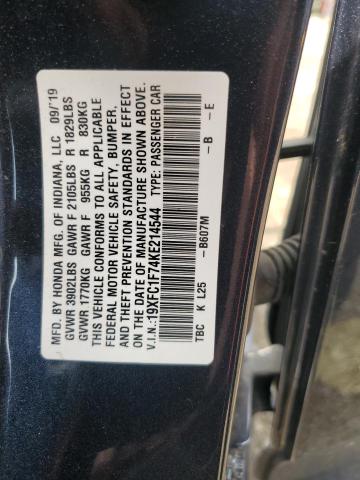 MFD. BY HONDA MFG. OF INDIANA, LLC 09/'19
GVWR 3902LBS GAWR F 2105LBS R 1829LBS
GVWR 1770KG GAWR F 955KG R 830KG
THIS VEHICLE CONFORMS TO ALL APPLICABLE
FEDERAL MOTOR VEHICLE SAFETY, BUMPER,
AND THEFT PREVENTION STANDARDS IN EFFECT
ON THE DATE OF MANUFACTURE SHOWN ABOVE.
V.I.N.:19XFC1F74KE214544 TYPE: PASSENGER CAR
-B607M -B -E
TBC K L25